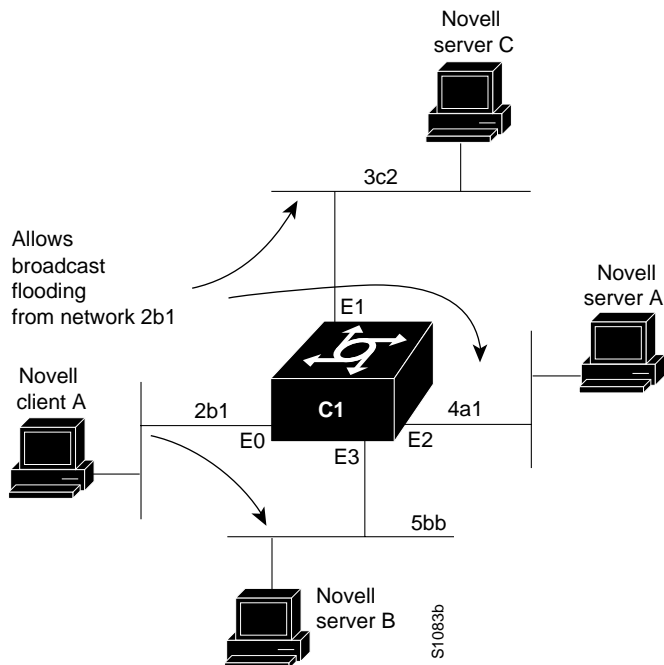 Novell
server C
3c2
Allows
broadcast
flooding
from network 2b1
Novell
server A
E1
Novell
client A
2b1
C1
4a1
E0
E2
E3
5bb
Novell
server B
S1083b